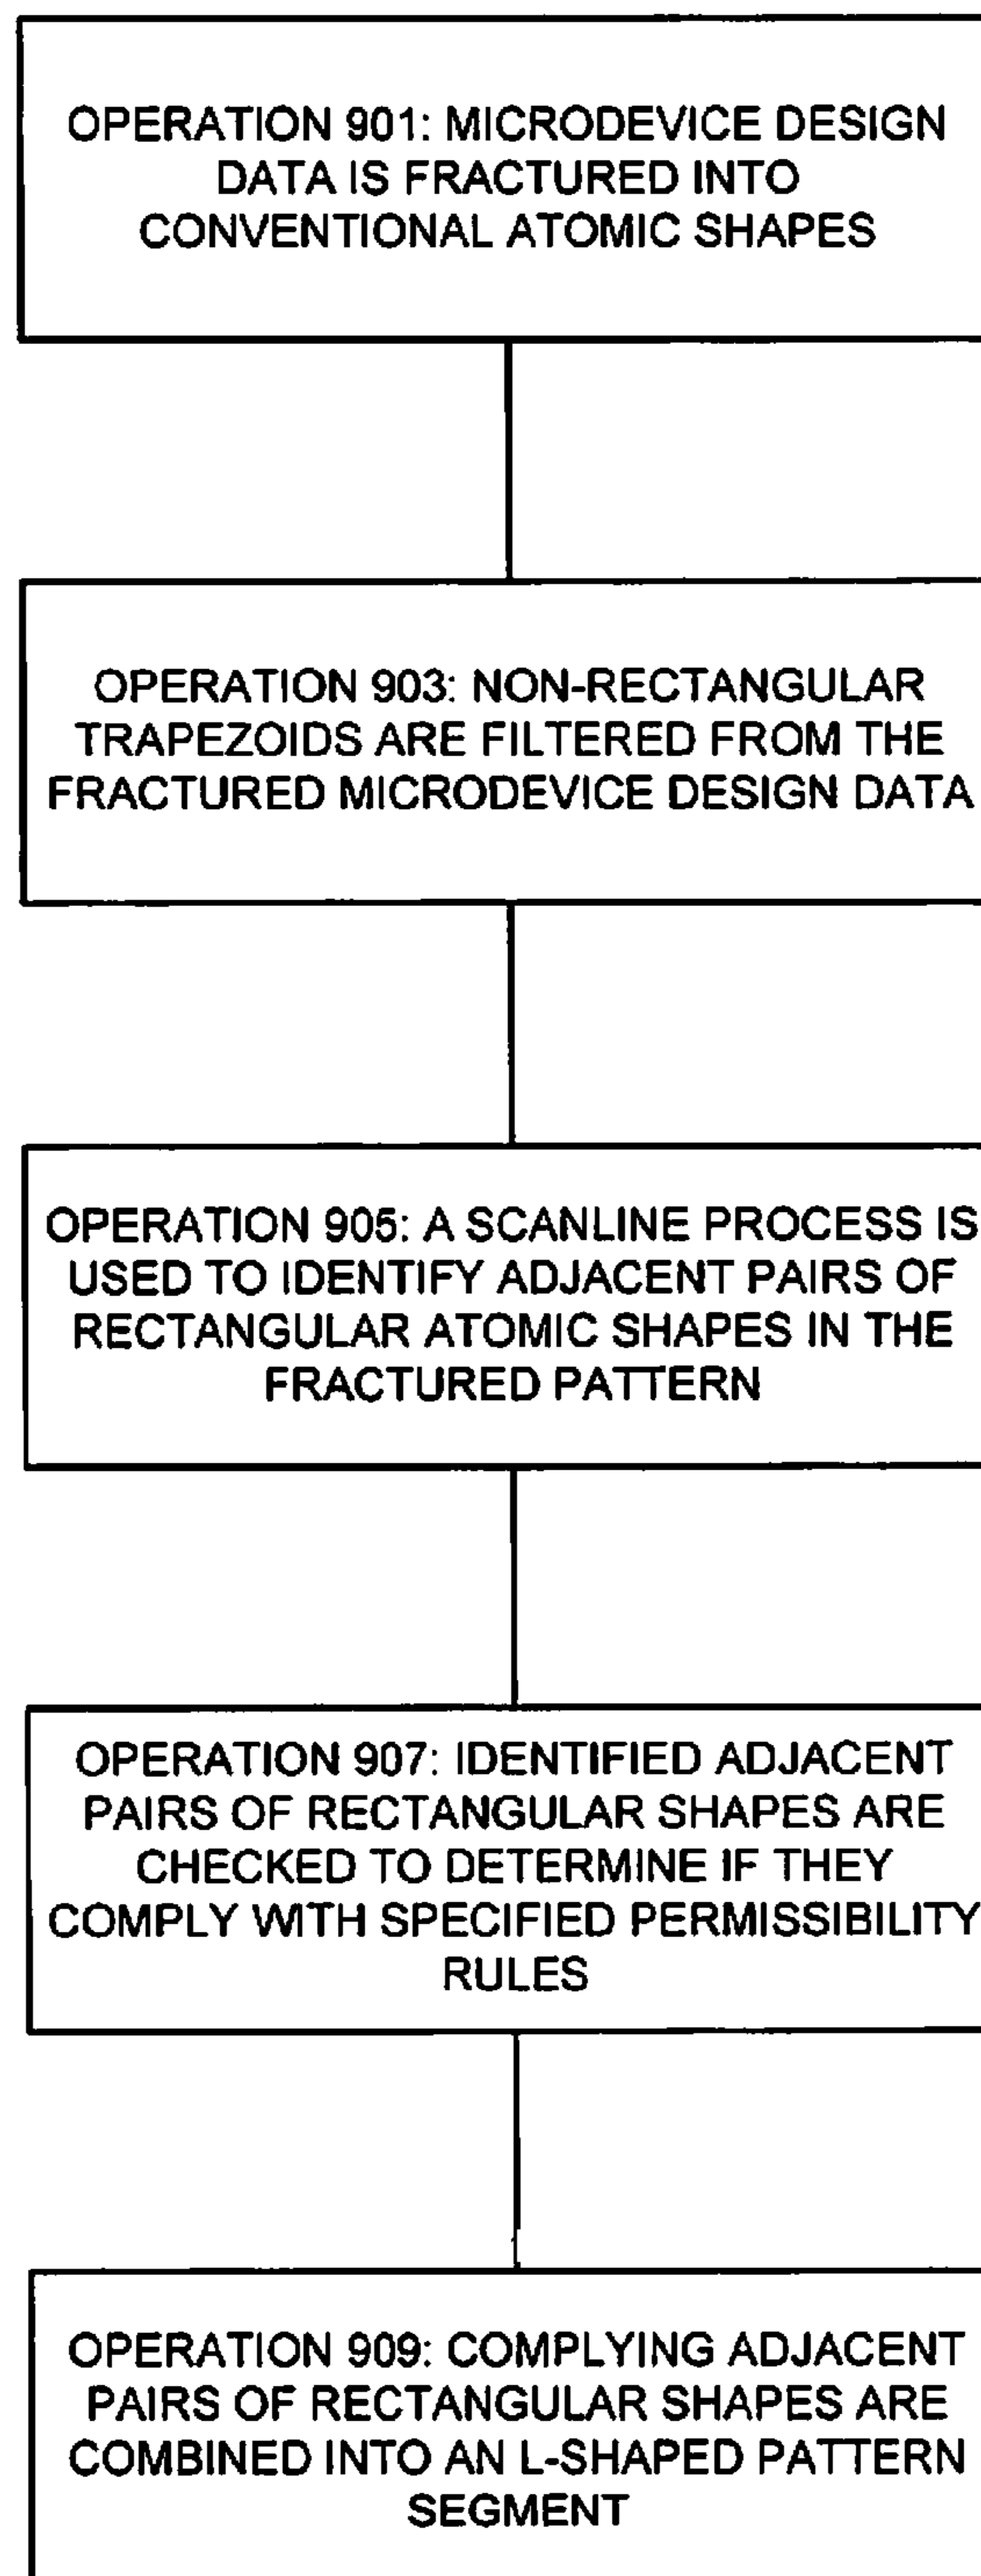 OPERATION 901: MICRODEVICE DESIGN
DATA IS FRACTURED INTO
CONVENTIONAL ATOMIC SHAPES
OPERATION 903: NON-RECTANGULAR
TRAPEZOIDS ARE FILTERED FROM THE
FRACTURED MICRODEVICE DESIGN DATA
OPERATION 905: A SCANLINE PROCESS IS
USED TO IDENTIFY ADJACENT PAIRS OF
RECTANGULAR ATOMIC SHAPES IN THE
FRACTURED PATTERN
OPERATION 907: IDENTIFIED ADJACENT
PAIRS OF RECTANGULAR SHAPES ARE
CHECKED TO DETERMINE IF THEY
COMPLY WITH SPECIFIED PERMISSIBILITY
RULES
OPERATION 909: COMPLYING ADJACENT
PAIRS OF RECTANGULAR SHAPES ARE
COMBINED INTO AN L-SHAPED PATTERN
SEGMENT